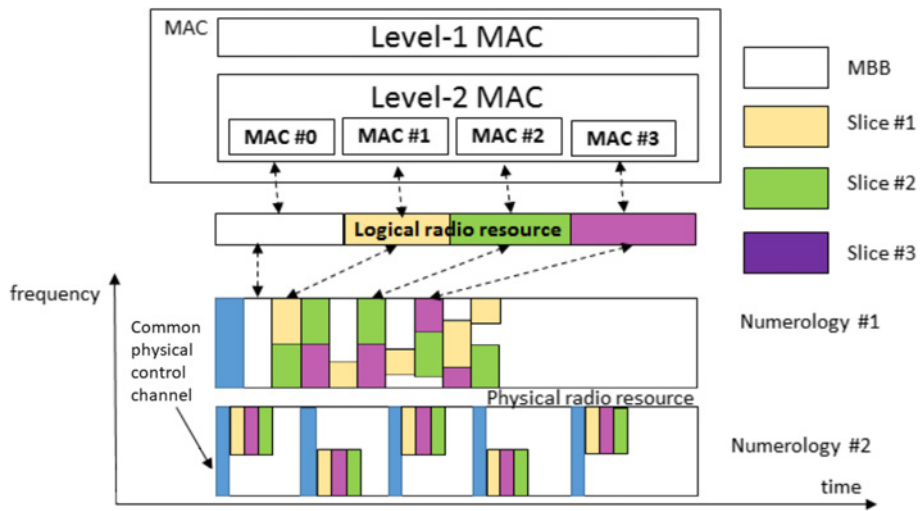 MAC
Level-1 MAC
Level-2 MAC
MAC #0
MAC #1
MAC #2
MAC #3
MBB
Slice #1
Slice #2
Slice #3
Logical radio resource
frequency
Common
physical
control
channel
Numerology #1
Physical radio resource
Numerology #2
time